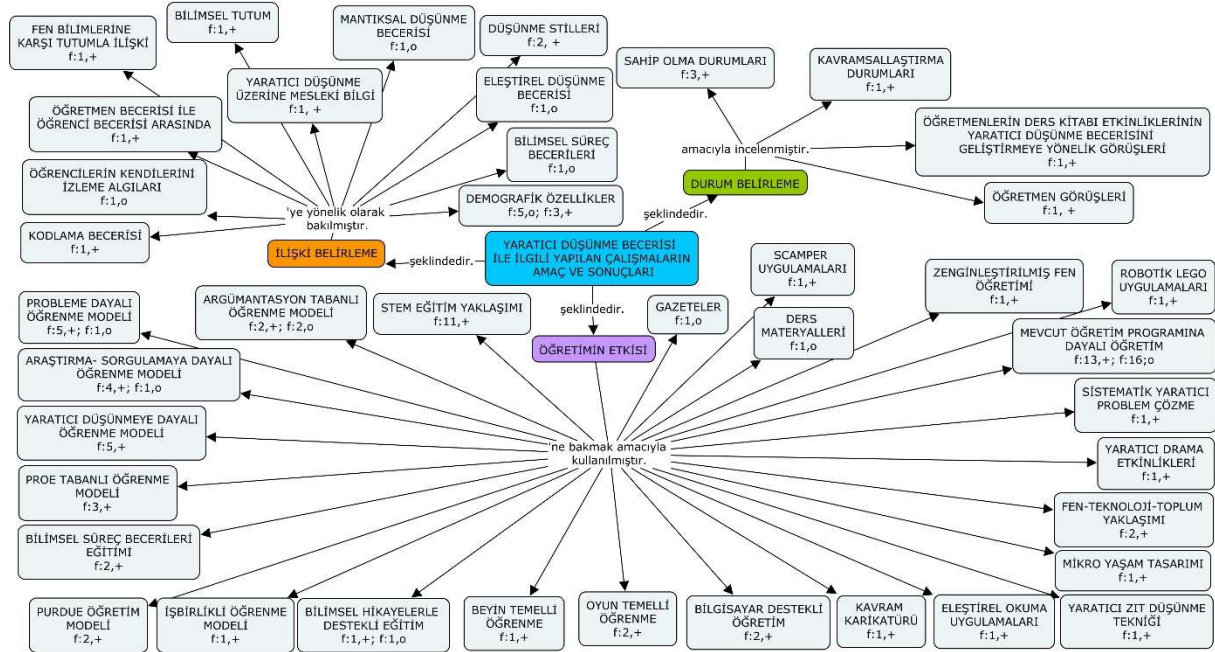 FEN BİLİMLERİNE
KARŞI TUTUMLA İLİŞKİ
f:1,+
BİLİMSEL TUTUM
f:1,+
MANTIKSAL DÜŞÜNME
BECERİSİ
f:1,o
DÜŞÜNME STİLLERİ
f:2, +
YARATICI DÜŞÜNME
ÜZERİNE MESLEKİ BİLGİ
f:1, +
ELEŞTİREL DÜŞÜNME
BECERİSİ
f:1,o
ÖĞRETMEN BECERİSİ İLE
ÖĞRENCİ BECERİSİ ARASINDA
f:1,+
BİLİMSEL SÜREÇ
BECERİLERİ
f:1,o
ÖĞRENCİLERİN KENDİLERİNİ
İZLEME ALGILARI
f:1,o
DEMOGRAFİK ÖZELLİKLER
f:5,o; f:3,+
KODLAMA BECERİSİ
f:1,+
'ye yönelik olarak
bakılmıştır.
İLİŞKİ BELİRLEME
şeklindedir.
SAHİP OLMA DURUMLARI
f:3,+
KAVRAMSALLAŞTIRMA
DURUMLARI
f:1,+
ÖĞRETMENLERİN DERS KİTABI ETKİNLİKLERİNİN
YARATICI DÜŞÜNME BECERİSİNİ
GELİŞTİRMEYE YÖNELİK GÖRÜŞLERİ
f:1,+
amacıyla incelenmiştir.
DURUM BELİRLEME
ÖĞRETMEN GÖRÜŞLERİ
f:1, +
şeklindedir.
YARATICI DÜŞÜNME BECERİSİ
İLE İLGİLİ YAPILAN ÇALIŞMALARIN
AMAÇ VE SONUÇLARI
şeklindedir.
ÖĞRETİMİN ETKİSİ
PROBLEME DAYALI
ÖĞRENME MODELİ
f:5,+; f:1,o
ARGÜMANTASYON TABANLI
ÖĞRENME MODELİ
f:2,+; f:2,o
STEM EĞİTİM YAKLAŞIMI
f:11,+
GAZETELER
f:1,o
SCAMPER
UYGULAMALARI
f:1,+
DERS
MATERYALLERİ
f:1,o
ZENGİNLEŞTİRİLMİŞ FEN
ÖĞRETİMİ
f:1,+
ROBOTİK LEGO
UYGULAMALARI
f:1,+
MEVCUT ÖĞRETİM PROGRAMINA
DAYALI ÖĞRETİM
f:13,+; f:16;o
ARAŞTIRMA- SORGULAMAYA DAYALI
ÖĞRENME MODELİ
f:4,+; f:1,o
SİSTEMATİK YARATICI
PROBLEM ÇÖZME
f:1,+
YARATICI DÜŞÜNMEYE DAYALI
ÖĞRENME MODELİ
f:5,+
'ne bakmak amacıyla
kullanılmıştır.
YARATICI DRAMA
ETKİNLİKLERİ
f:1,+
PROE TABANLI ÖĞRENME
MODELİ
f:3,+
FEN-TEKNOLOJİ-TOPLUM
YAKLAŞIMI
f:2,+
BİLİMSEL SÜREÇ BECERİLERİ
EĞİTİMİ
f:2,+
MİKRO YAŞAM TASARIMI
f:1,+
PURDUE ÖĞRETİM
MODELİ
f:2,+
İŞBİRLİKLİ ÖĞRENME
MODELİ
f:1,+
BİLİMSEL HİKAYELERLE
DESTEKLİ EĞİTİM
f:1,+; f:1,o
BEYİN TEMELLİ
ÖĞRENME
f:1,+
OYUN TEMELLİ
ÖĞRENME
f:2,+
BİLGİSAYAR DESTEKLİ
ÖĞRETİM
f:2,+
KAVRAM
KARİKATÜRÜ
f:1,+
ELEŞTİREL OKUMA
UYGULAMALARI
f:1,+
YARATICI ZIT DÜŞÜNME
TEKNİĞİ
f:1,+